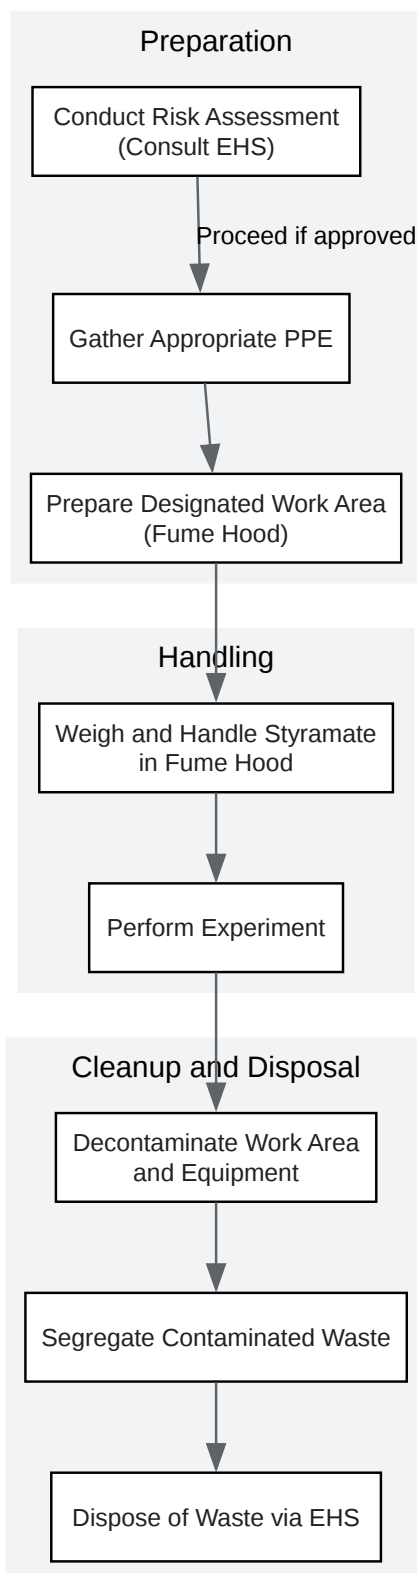 Preparation
Conduct Risk Assessment
(Consult EHS)
Proceed if approved
Gather Appropriate PPE
Prepare Designated Work Area
(Fume Hood)
Handling
Weigh and Handle Styramate
in Fume Hood
Perform Experiment
Cleanup and Disposal
Decontaminate Work Area
and Equipment
Segregate Contaminated Waste
Dispose of Waste via EHS